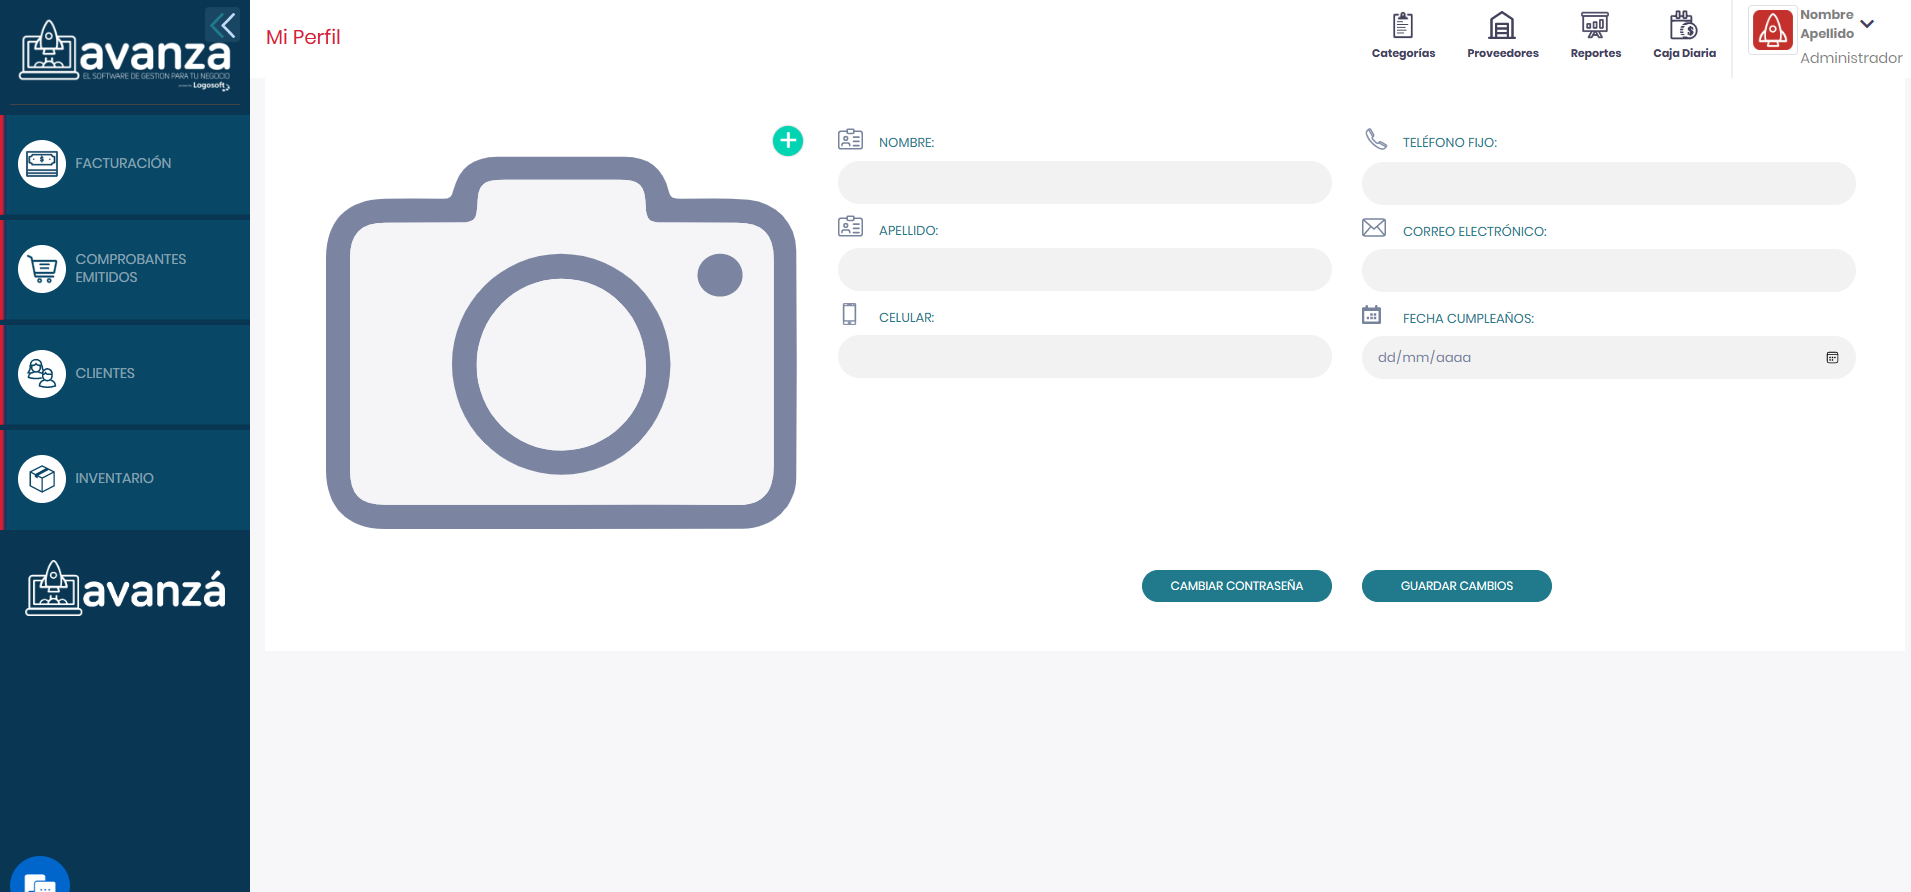 avanzá
EL SOFTWARE DE GESTION PARA TU NEGOCIO
Logosoft
FACTURACIÓN
COMPROBANTES
EMITIDOS
CLIENTES
INVENTARIO
avanzá
Mi Perfil
Categorías
Proveedores
Reportes
Caja Diaria
Nombre
Apellido
Administrador
NOMBRE:
APELLIDO:
CELULAR:
TELÉFONO FIJO:
CORREO ELECTRÓNICO:
FECHA CUMPLEAÑOS:
dd/mm/aaaa
CAMBIAR CONTRASEÑA
GUARDAR CAMBIOS